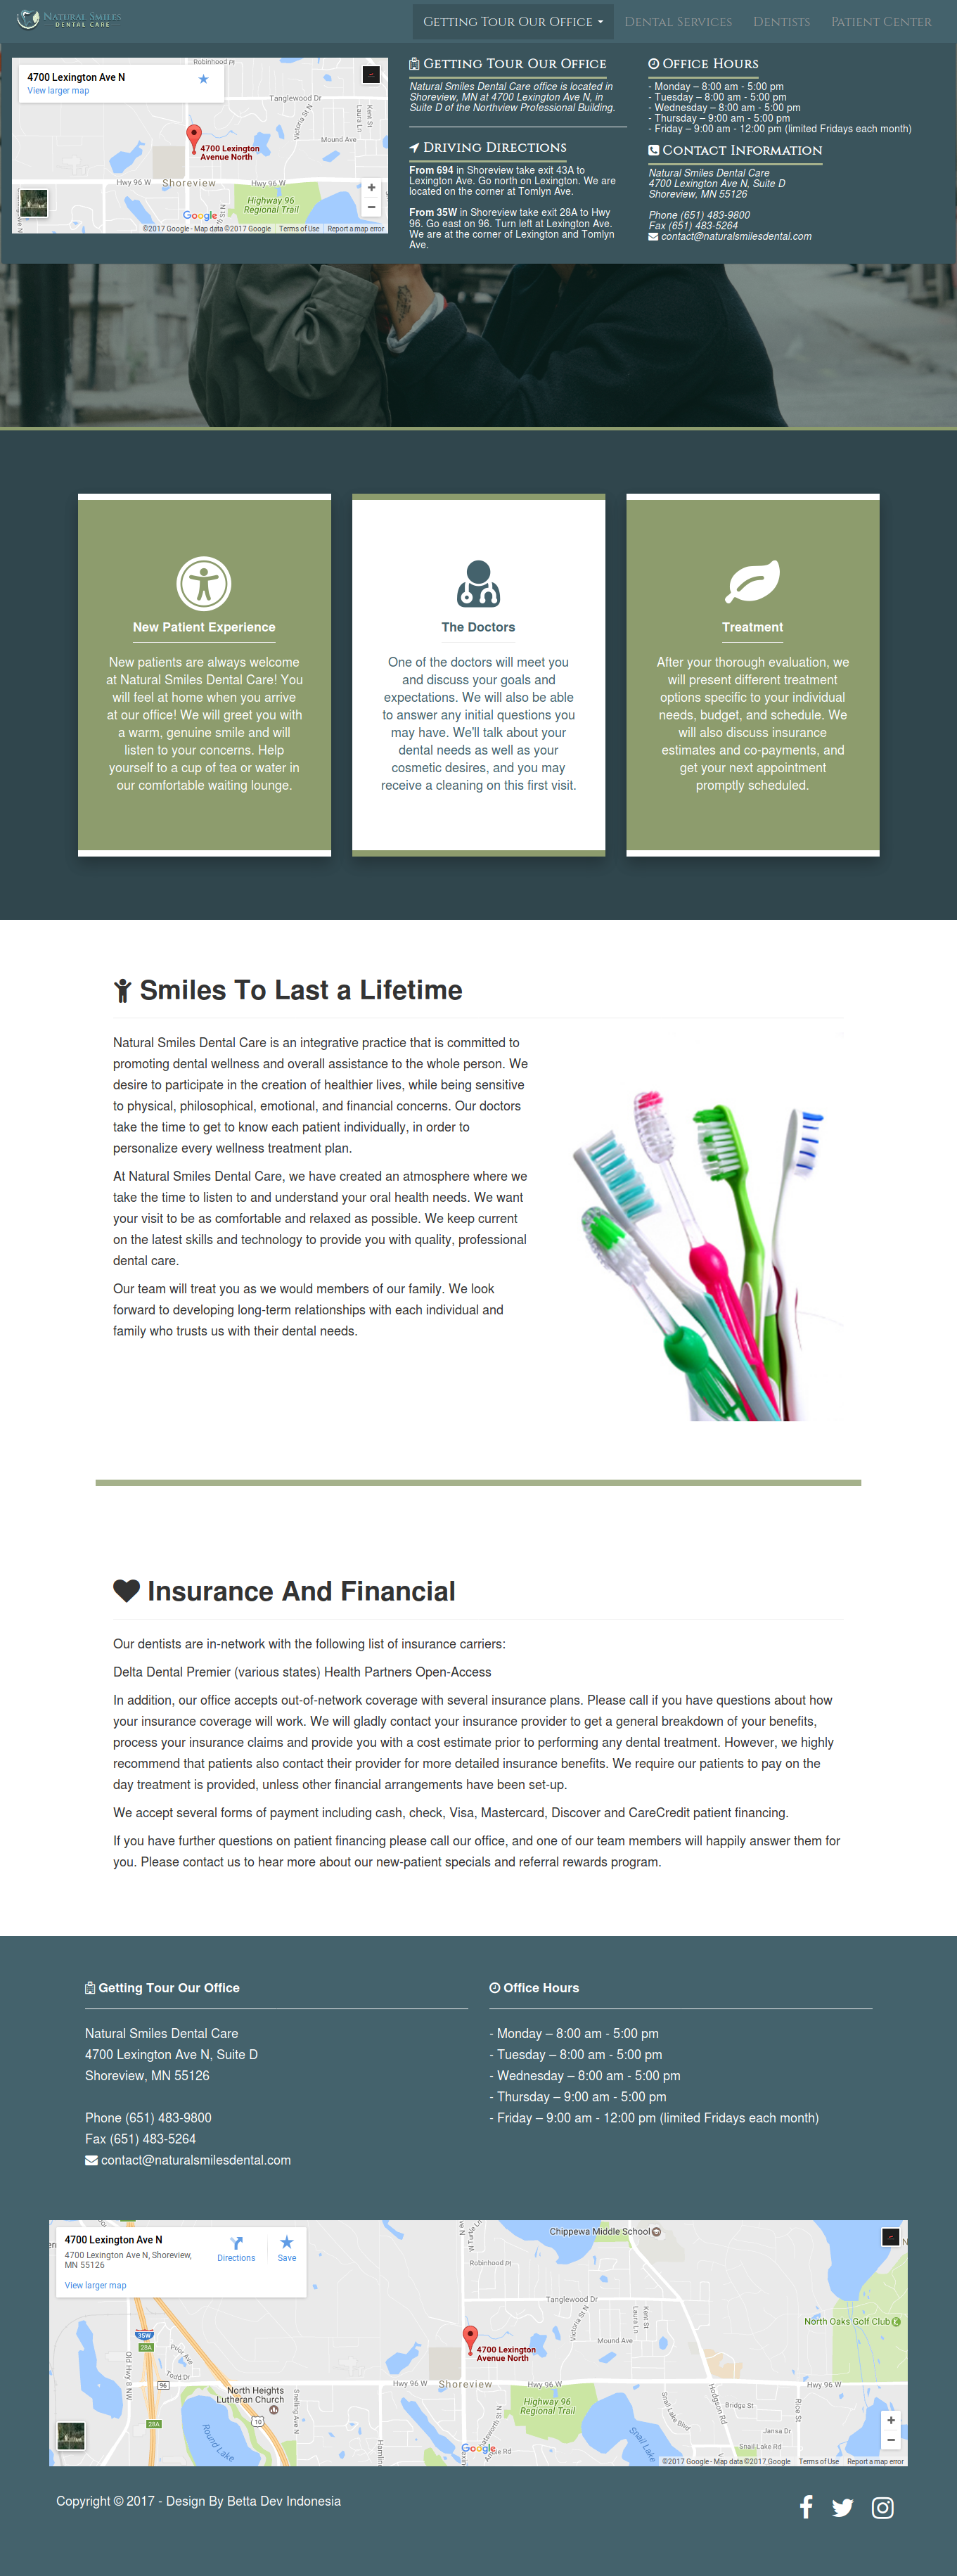 Natural Smiles
Dental Care
Getting Tour Our Office
Dental Services
Dentists
Patient Center
4700 Lexington Ave N
View larger map
Robinhood Pl
Tanglewood Dr
Victoria St N
Kent St
Laura Ln
Mound Ave
4700 Lexington
Avenue North
Hwy 96 W
Shoreview
Hwy 96 W
Highway 96
Regional Trail
Google
©2017 Google - Map data ©2017 Google
Terms of Use
Report a map error
Getting Tour Our Office
Natural Smiles Dental Care office is located in
Shoreview, MN at 4700 Lexington Ave N, in
Suite D of the Northview Professional Building.
Driving Directions
From 694 in Shoreview take exit 43A to
Lexington Ave. Go north on Lexington. We are
located on the corner at Tomlyn Ave.
From 35W in Shoreview take exit 28A to Hwy
96. Go east on 96. Turn left at Lexington Ave.
We are at the corner of Lexington and Tomlyn
Ave.
Office Hours
- Monday – 8:00 am - 5:00 pm
- Tuesday – 8:00 am - 5:00 pm
- Wednesday – 8:00 am - 5:00 pm
- Thursday – 9:00 am - 5:00 pm
- Friday – 9:00 am - 12:00 pm (limited Fridays each month)
Contact Information
Natural Smiles Dental Care
4700 Lexington Ave N, Suite D
Shoreview, MN 55126
Phone (651) 483-9800
Fax (651) 483-5264
contact@naturalsmilesdental.com
New Patient Experience
New patients are always welcome
at Natural Smiles Dental Care! You
will feel at home when you arrive
at our office! We will greet you with
a warm, genuine smile and will
listen to your concerns. Help
yourself to a cup of tea or water in
our comfortable waiting lounge.
The Doctors
One of the doctors will meet you
and discuss your goals and
expectations. We will also be able
to answer any initial questions you
may have. We'll talk about your
dental needs as well as your
cosmetic desires, and you may
receive a cleaning on this first visit.
Treatment
After your thorough evaluation, we
will present different treatment
options specific to your individual
needs, budget, and schedule. We
will also discuss insurance
estimates and co-payments, and
get your next appointment
promptly scheduled.
Smiles To Last a Lifetime
Natural Smiles Dental Care is an integrative practice that is committed to
promoting dental wellness and overall assistance to the whole person. We
desire to participate in the creation of healthier lives, while being sensitive
to physical, philosophical, emotional, and financial concerns. Our doctors
take the time to get to know each patient individually, in order to
personalize every wellness treatment plan.
At Natural Smiles Dental Care, we have created an atmosphere where we
take the time to listen to and understand your oral health needs. We want
your visit to be as comfortable and relaxed as possible. We keep current
on the latest skills and technology to provide you with quality, professional
dental care.
Our team will treat you as we would members of our family. We look
forward to developing long-term relationships with each individual and
family who trusts us with their dental needs.
Insurance And Financial
Our dentists are in-network with the following list of insurance carriers:
Delta Dental Premier (various states) Health Partners Open-Access
In addition, our office accepts out-of-network coverage with several insurance plans. Please call if you have questions about how
your insurance coverage will work. We will gladly contact your insurance provider to get a general breakdown of your benefits,
process your insurance claims and provide you with a cost estimate prior to performing any dental treatment. However, we highly
recommend that patients also contact their provider for more detailed insurance benefits. We require our patients to pay on the
day treatment is provided, unless other financial arrangements have been set-up.
We accept several forms of payment including cash, check, Visa, Mastercard, Discover and CareCredit patient financing.
If you have further questions on patient financing please call our office, and one of our team members will happily answer them for
you. Please contact us to hear more about our new-patient specials and referral rewards program.
Getting Tour Our Office
Natural Smiles Dental Care
4700 Lexington Ave N, Suite D
Shoreview, MN 55126
Phone (651) 483-9800
Fax (651) 483-5264
contact@naturalsmilesdental.com
Office Hours
- Monday – 8:00 am - 5:00 pm
- Tuesday – 8:00 am - 5:00 pm
- Wednesday – 8:00 am - 5:00 pm
- Thursday – 9:00 am - 5:00 pm
- Friday – 9:00 am - 12:00 pm (limited Fridays each month)
4700 Lexington Ave N
4700 Lexington Ave N, Shoreview,
MN 55126
Directions
Save
View larger map
Chippewa Middle School
Robinhood Pl
Tanglewood Dr
Victoria St N
Kent St
Laura Ln
North Oaks Golf Club
35W
28A
Old Hwy 8 NW
Prior Ave
Todd Dr
96
Mound Ave
4700 Lexington
Avenue North
Hwy 96 W
Shoreview
Hwy 96 W
North Heights
Lutheran Church
Snelling Ave N
10
28A
Round Lake
Hamline
Highway 96
Regional Trail
Snail Lake Blvd
Hodgson Rd
Bridge St
Rice St
Jansa Dr
Snail Lake Rd
Snail Lake
Google
©2017 Google - Map data ©2017 Google
Terms of Use
Report a map error
Copyright © 2017 - Design By Betta Dev Indonesia